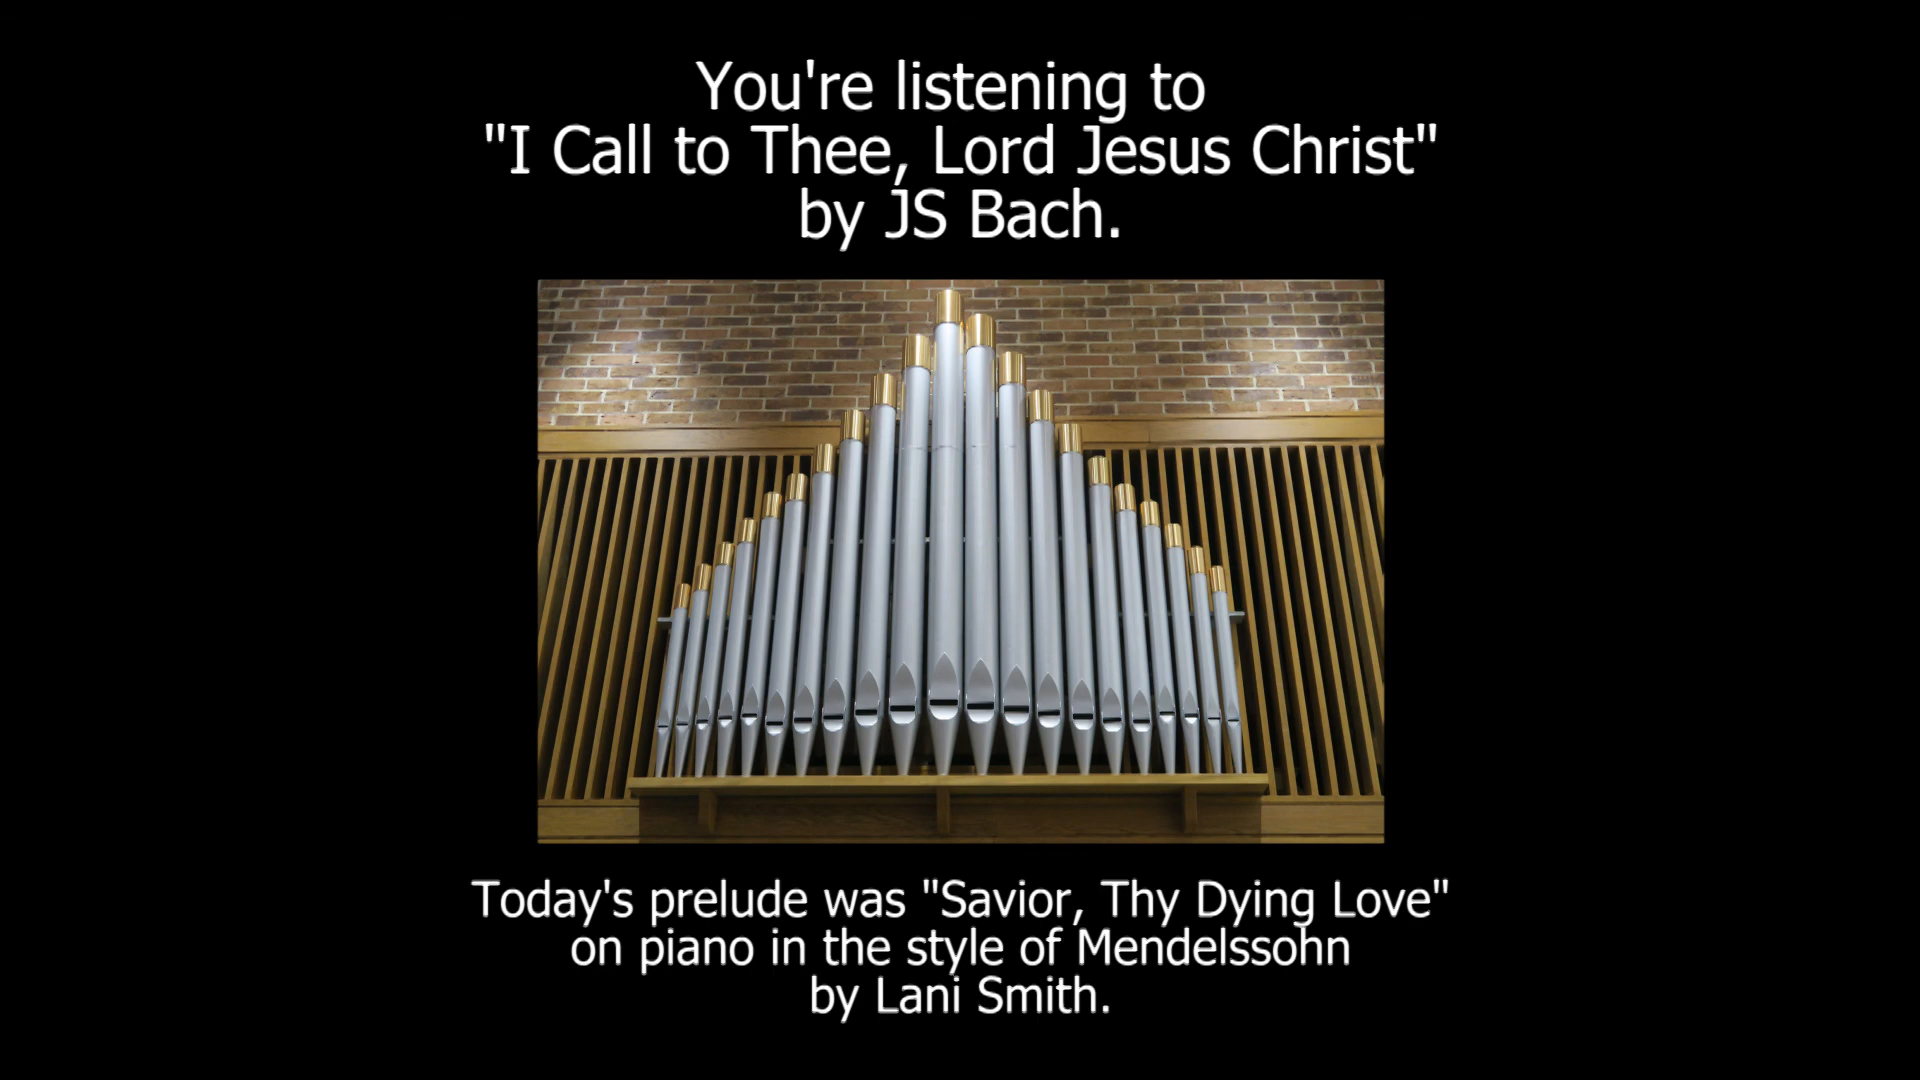 You're listening to
"I Call to Thee, Lord Jesus Christ"
by JS Bach.
Today's prelude was "Savior, Thy Dying Love"
on piano in the style of Mendelssohn
by Lani Smith.